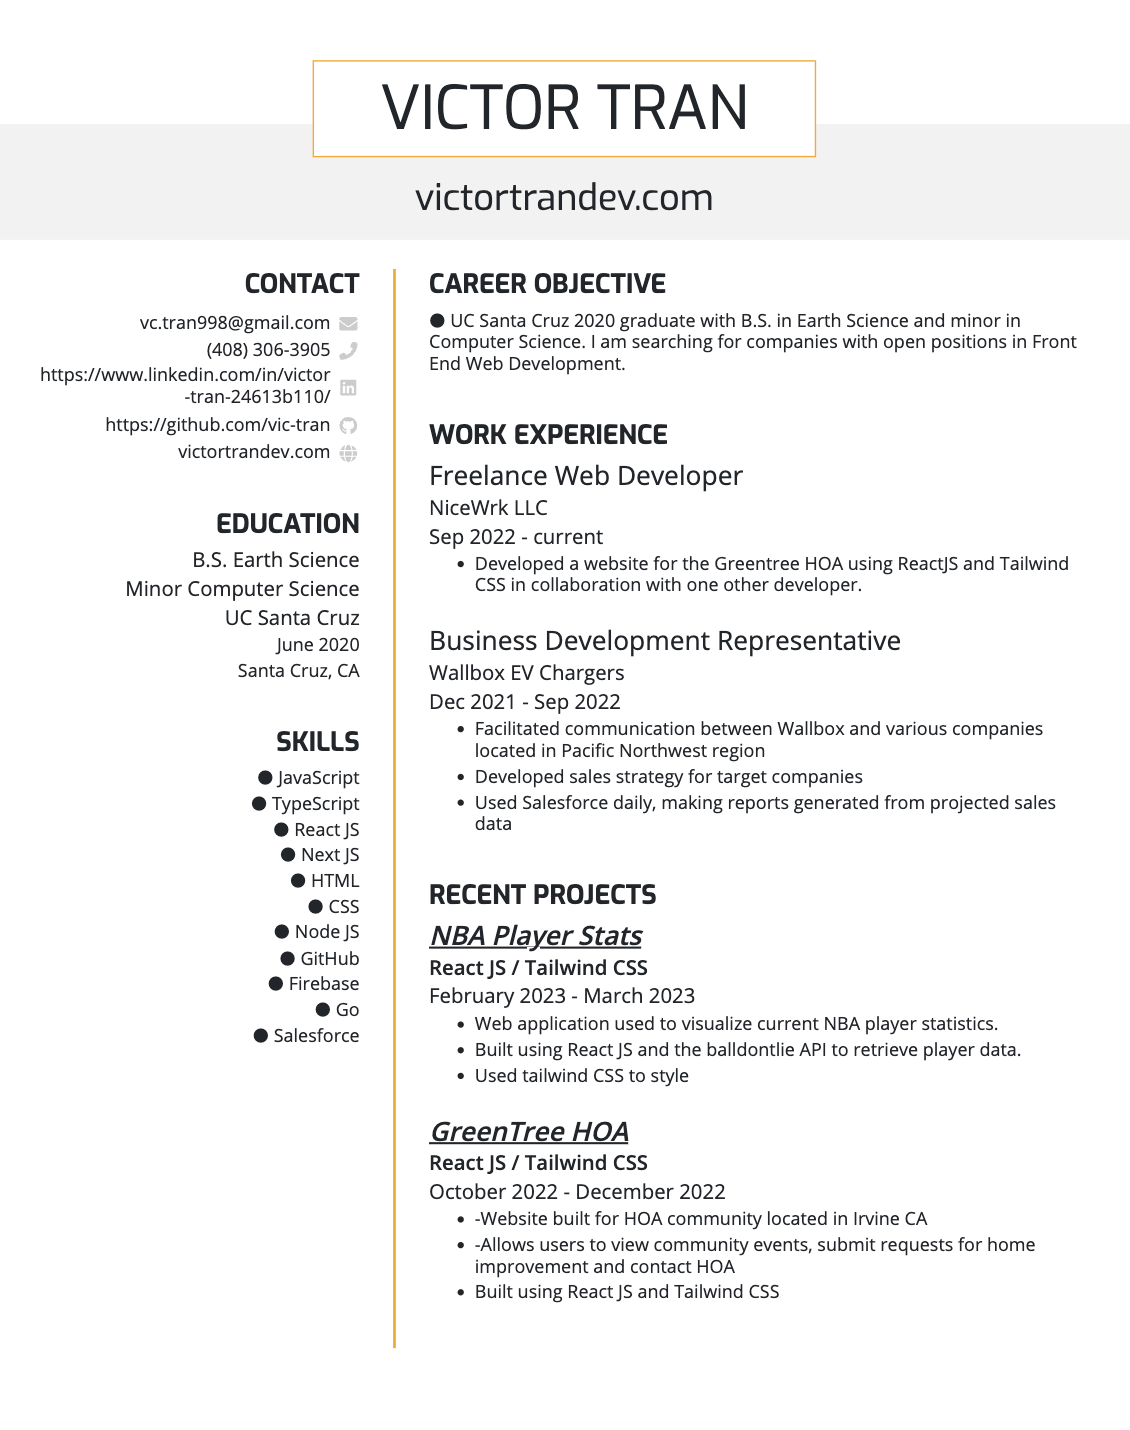 VICTOR TRAN
victortrandev.com
CONTACT
vc.tran998@gmail.com
(408) 306-3905
https://www.linkedin.com/in/victor
-tran-24613b110/
https://github.com/vic-tran
victortrandev.com
EDUCATION
B.S. Earth Science
Minor Computer Science
UC Santa Cruz
June 2020
Santa Cruz, CA
SKILLS
● JavaScript
● TypeScript
● React JS
● Next JS
● HTML
● CSS
● Node JS
● GitHub
● Firebase
● Go
● Salesforce
CAREER OBJECTIVE
● UC Santa Cruz 2020 graduate with B.S. in Earth Science and minor in
Computer Science. I am searching for companies with open positions in Front
End Web Development.
WORK EXPERIENCE
Freelance Web Developer
NiceWrk LLC
Sep 2022 - current
• Developed a website for the Greentree HOA using ReactJS and Tailwind
CSS in collaboration with one other developer.
Business Development Representative
Wallbox EV Chargers
Dec 2021 - Sep 2022
• Facilitated communication between Wallbox and various companies
located in Pacific Northwest region
• Developed sales strategy for target companies
• Used Salesforce daily, making reports generated from projected sales
data
RECENT PROJECTS
NBA Player Stats
React JS / Tailwind CSS
February 2023 - March 2023
• Web application used to visualize current NBA player statistics.
• Built using React JS and the balldontlie API to retrieve player data.
• Used tailwind CSS to style
GreenTree HOA
React JS / Tailwind CSS
October 2022 - December 2022
• -Website built for HOA community located in Irvine CA
• -Allows users to view community events, submit requests for home
improvement and contact HOA
• Built using React JS and Tailwind CSS